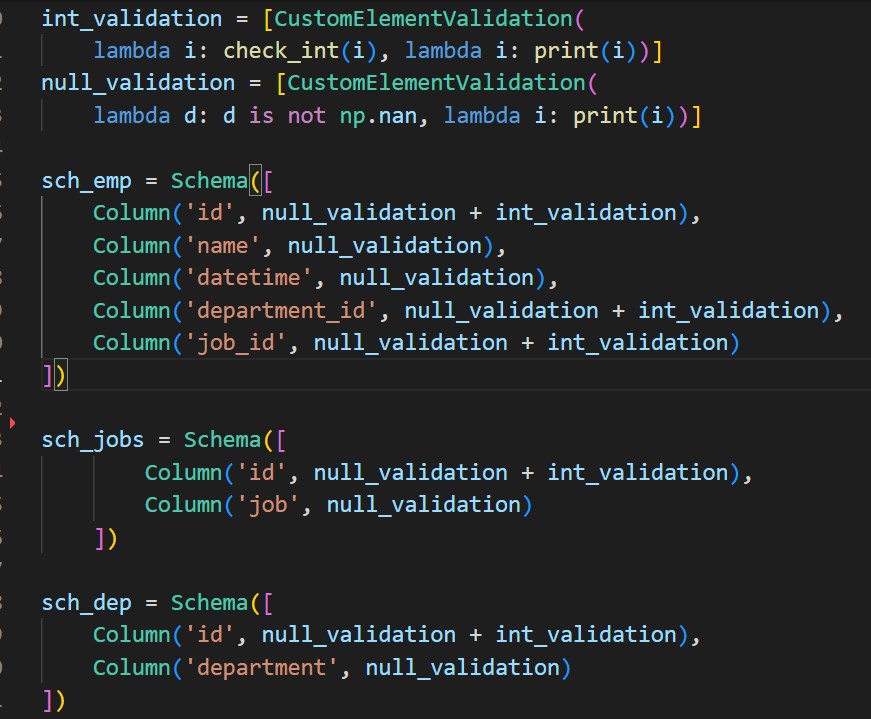 int_validation = [CustomElementValidation(
    lambda i: check_int(i), lambda i: print(i))]
null_validation = [CustomElementValidation(
    lambda d: d is not np.nan, lambda i: print(i))]

sch_emp = Schema([
    Column('id', null_validation + int_validation),
    Column('name', null_validation),
    Column('datetime', null_validation),
    Column('department_id', null_validation + int_validation),
    Column('job_id', null_validation + int_validation)
])

sch_jobs = Schema([
        Column('id', null_validation + int_validation),
        Column('job', null_validation)
    ])

sch_dep = Schema([
    Column('id', null_validation + int_validation),
    Column('department', null_validation)
])